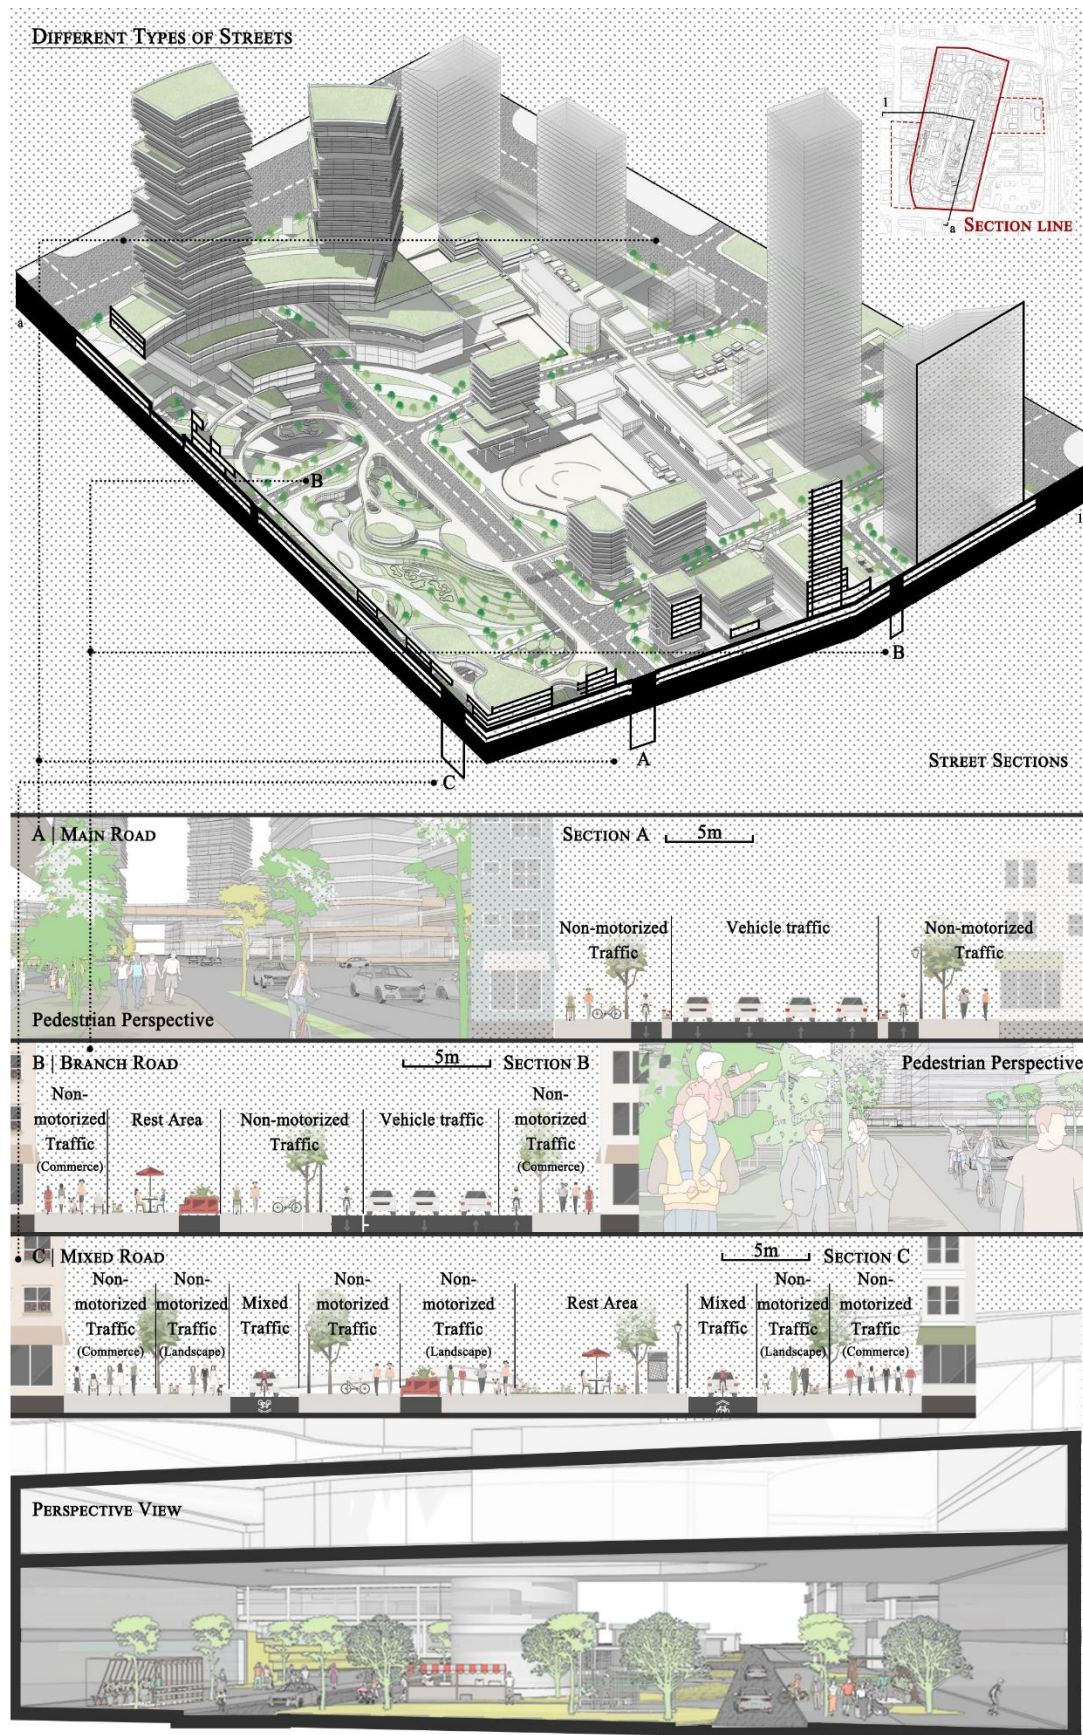 DIFFERENT TYPES OF STREETS
1
a SECTION LINE
a
B
1
B
A
C
STREET SECTIONS
A | MAIN ROAD
SECTION A 5m
Non-motorized
Traffic
Vehicle traffic
Non-motorized
Traffic
Pedestrian Perspective
B | BRANCH ROAD
5m SECTION B
Pedestrian Perspective
Non-
motorized
Traffic
(Commerce)
Rest Area
Non-motorized
Traffic
Vehicle traffic
Non-
motorized
Traffic
(Commerce)
C | MIXED ROAD
5m SECTION C
Non-
motorized
Traffic
(Commerce)
Non-
motorized
Traffic
(Landscape)
Mixed
Traffic
Non-
motorized
Traffic
Non-
motorized
Traffic
(Landscape)
Rest Area
Mixed
Traffic
Non-
motorized
Traffic
(Landscape)
Non-
motorized
Traffic
(Commerce)
PERSPECTIVE VIEW